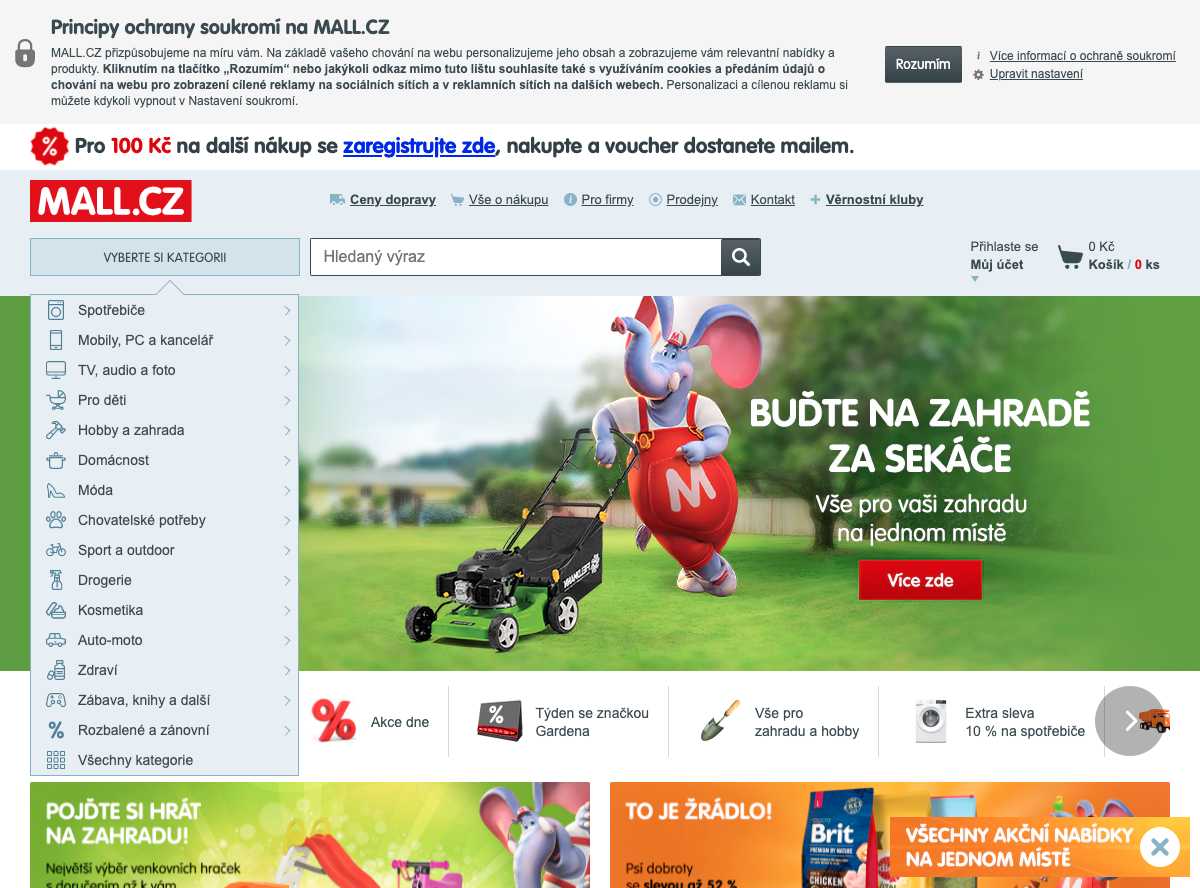 Principy ochrany soukromí na MALL.CZ
MALL.CZ přizpůsobujeme na míru vám. Na základě vašeho chování na webu personalizujeme jeho obsah a zobrazujeme vám relevantní nabídky a
produkty. Kliknutím na tlačítko „Rozumím“ nebo jakýkoli odkaz mimo tuto lištu souhlasíte také s využíváním cookies a předáním údajů o
chování na webu pro zobrazení cílené reklamy na sociálních sítích a v reklamních sítích na dalších webech. Personalizaci a cílenou reklamu si
můžete kdykoli vypnout v Nastavení soukromí.
Rozumím
Více informací o ochraně soukromí
Upravit nastavení
Pro 100 Kč na další nákup se zaregistrujte zde, nakupte a voucher dostanete mailem.
MALL.CZ
Ceny dopravy Vše o nákupu Pro firmy Prodejny Kontakt Věrnostní kluby
VYBERTE SI KATEGORII
Hledaný výraz
Přihlaste se
Můj účet
0 Kč
Košík / 0 ks
Spotřebiče
Mobily, PC a kancelář
TV, audio a foto
Pro děti
Hobby a zahrada
Domácnost
Móda
Chovatelské potřeby
Sport a outdoor
Drogerie
Kosmetika
Auto-moto
Zdraví
Zábava, knihy a další
Rozbalené a zánovní
Všechny kategorie
BUĎTE NA ZAHRADĚ
ZA SEKÁČE
Vše pro vaši zahradu
na jednom místě
Více zde
M
Akce dne
Týden se značkou
Gardena
Vše pro
zahradu a hobby
Extra sleva
10 % na spotřebiče
POJĎTE SI HRÁT
NA ZAHRADU!
Největší výběr venkovních hraček
s doručením až k vám
TO JE ŽRÁDLO!
Psí dobroty
se slevou až 52 %
Brit
PREMIUM BY NATURE
CHICKEN
VŠECHNY AKČNÍ NABÍDKY
NA JEDNOM MÍSTĚ